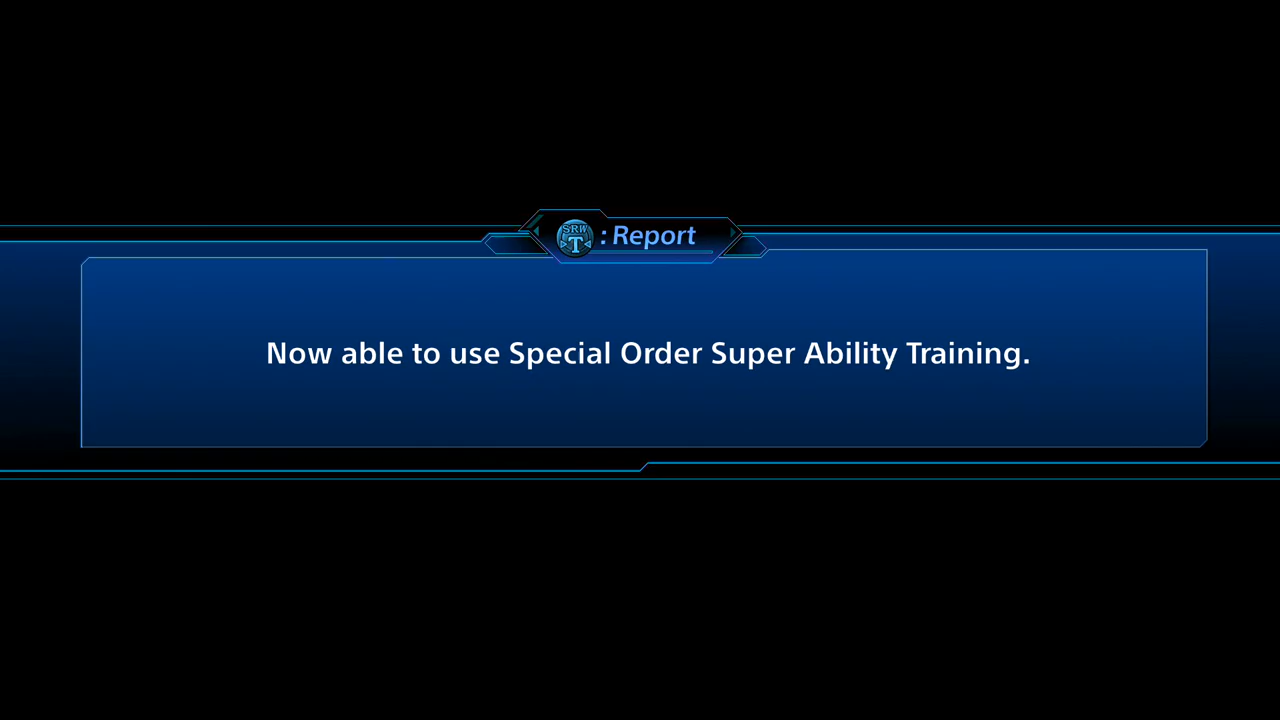 SRW
T
: Report
Now able to use Special Order Super Ability Training.